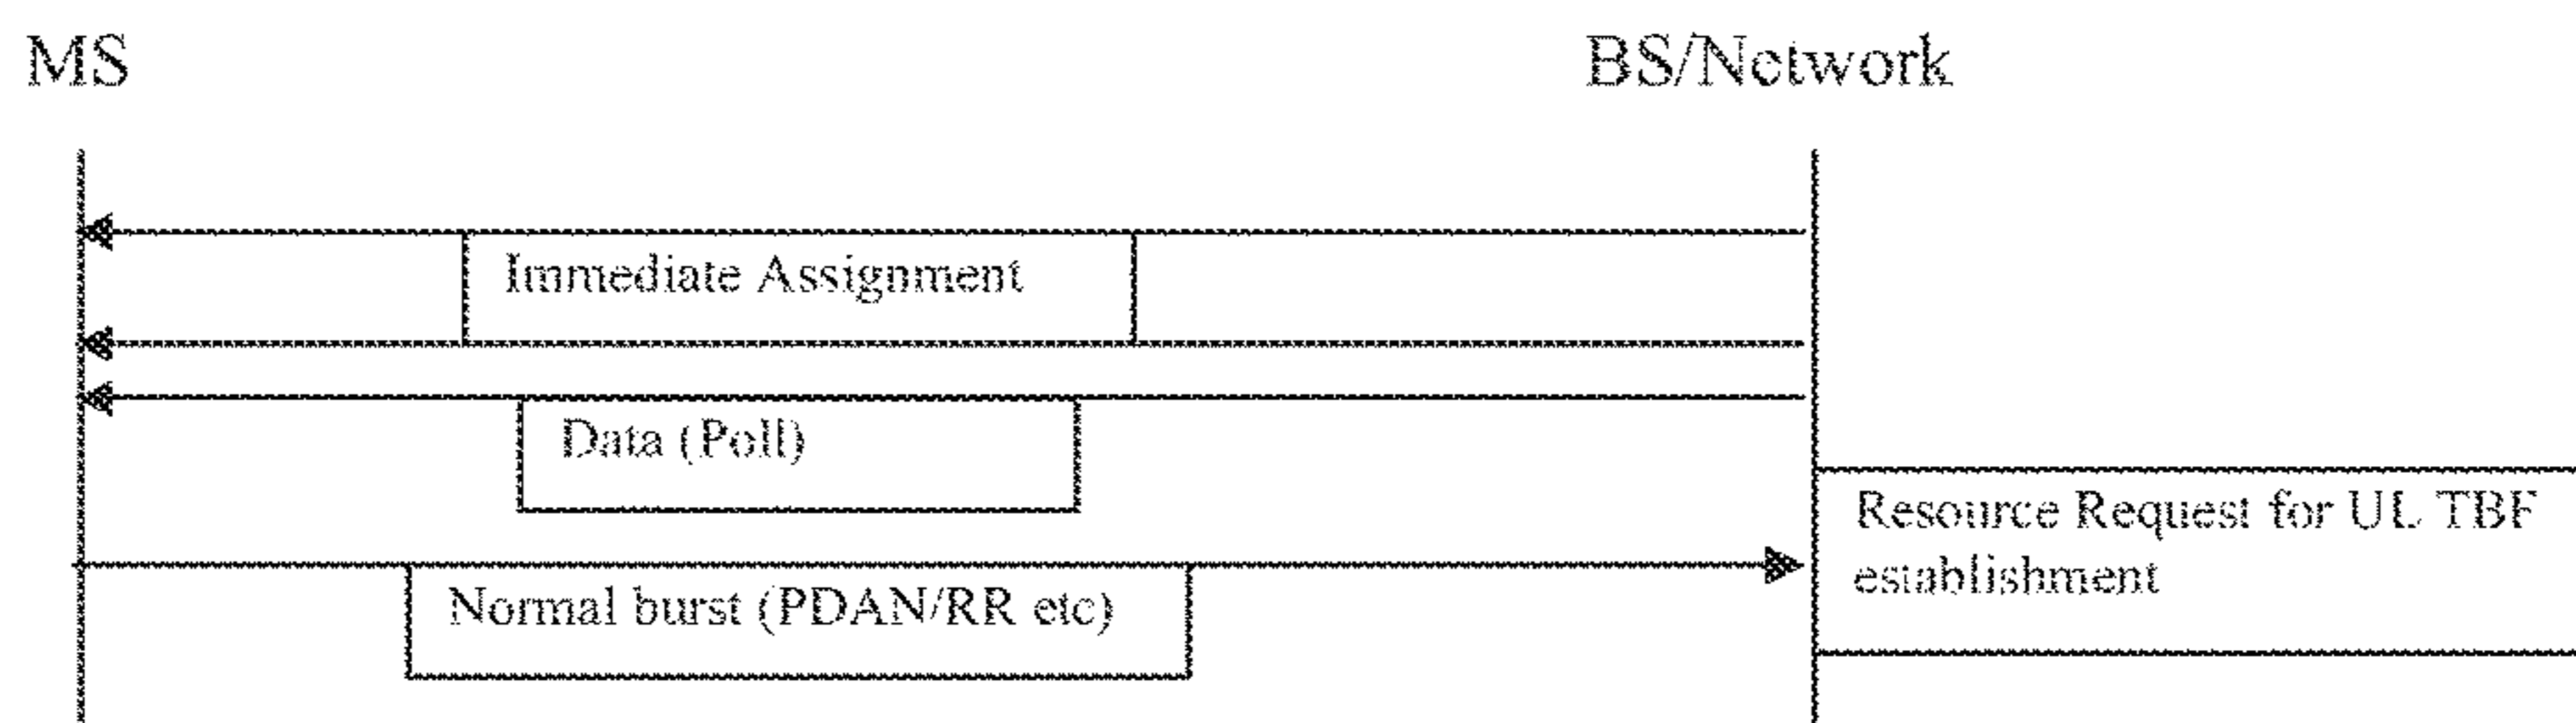 MS
BS/Network
Immediate Assignment
Data (Poll)
Resource Request for UL TBF
establishment
Normal burst (PDAN/RR etc)